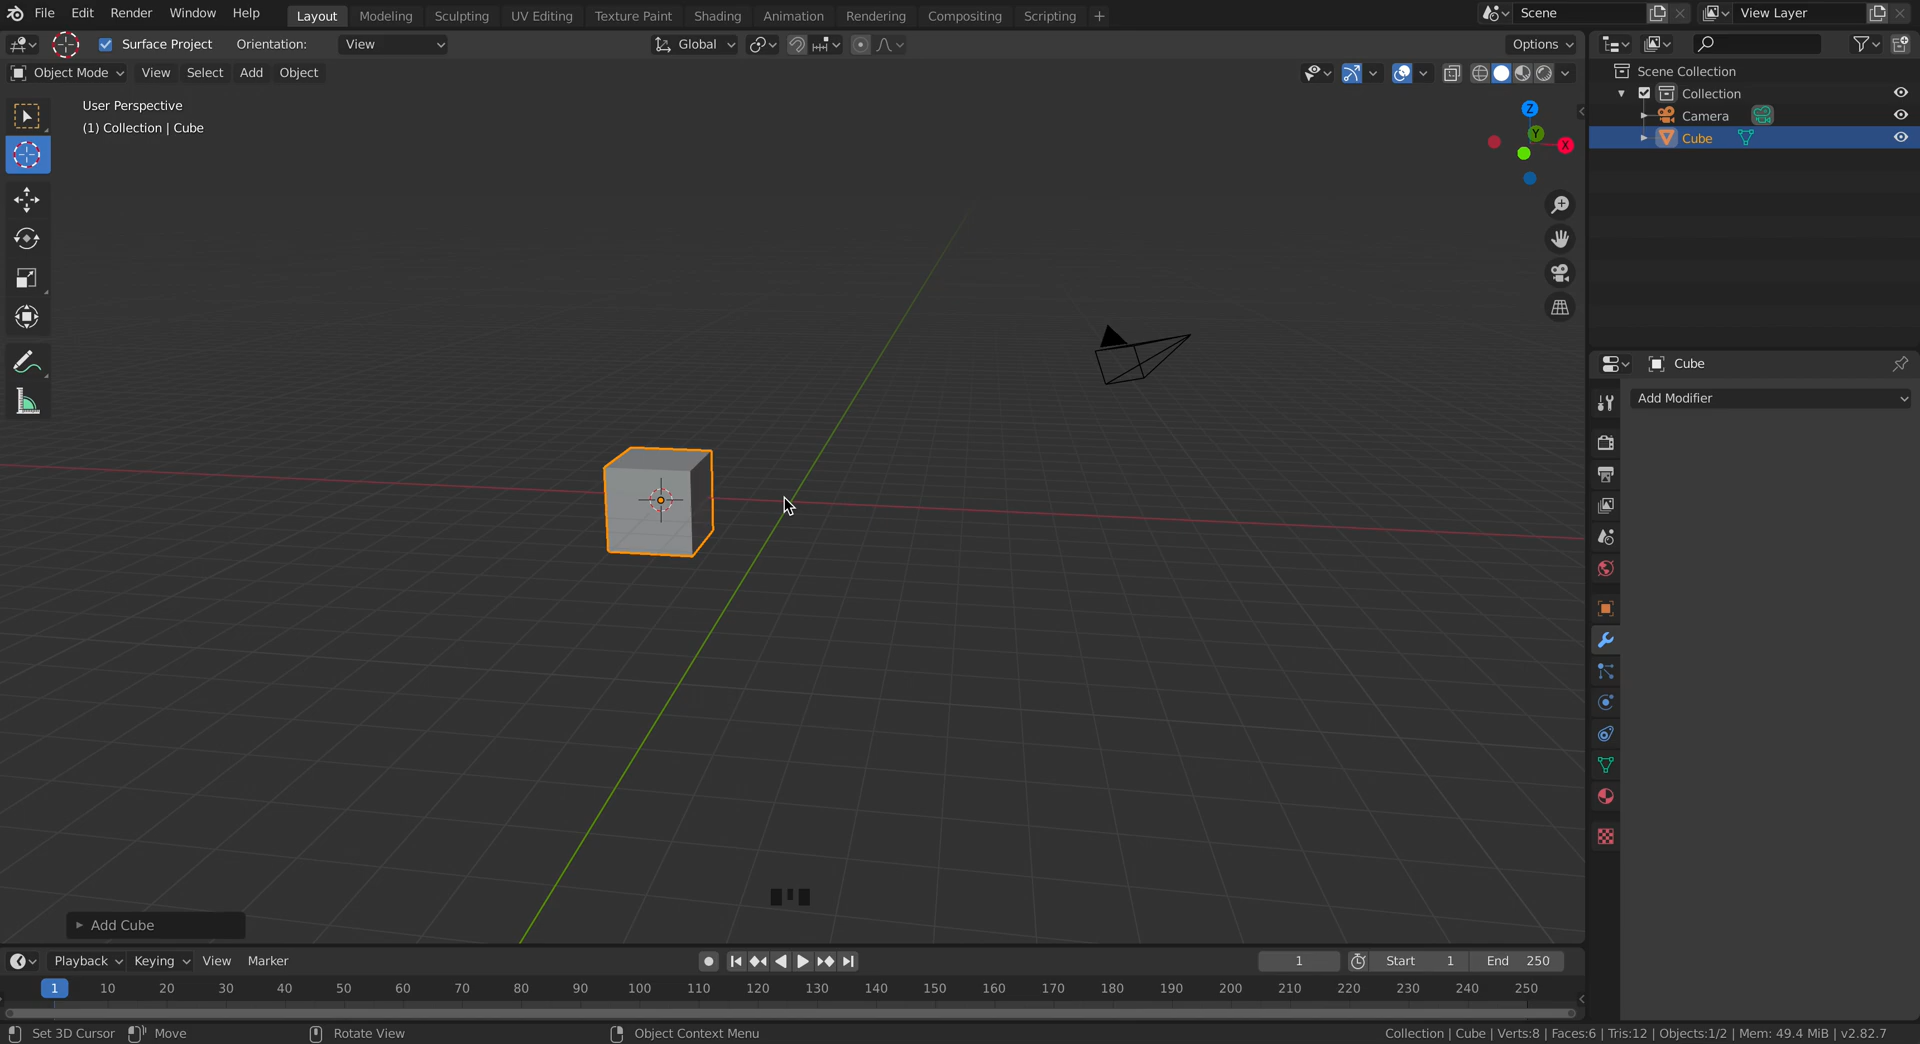 File Edit Render Window Help Layout Modeling Sculpting UV Editing Texture Paint Shading Animation Rendering Compositing Scripting + Scene View Layer
Surface Project Orientation: View Global Options
Object Mode View Select Add Object
User Perspective
(1) Collection | Cube
Z
Y
X
Scene Collection
Collection
Camera
Cube
Cube
Add Modifier
Add Cube
Playback Keying View Marker 1 Start 1 End 250
1 10 20 30 40 50 60 70 80 90 100 110 120 130 140 150 160 170 180 190 200 210 220 230 240 250
Set 3D Cursor Move Rotate View Object Context Menu Collection | Cube | Verts:8 | Faces:6 | Tris:12 | Objects:1/2 | Mem: 49.4 MiB | v2.82.7